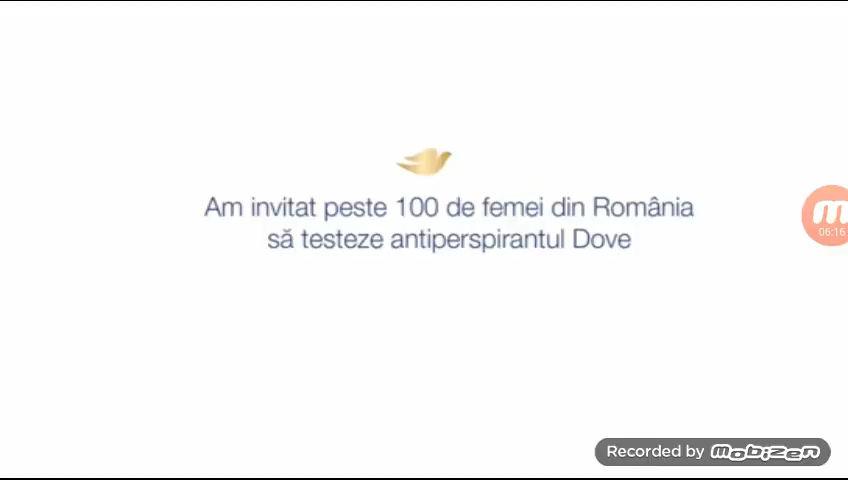 Am invitat peste 100 de femei din România
să testeze antiperspirantul Dove
06:16
Recorded by mobizen